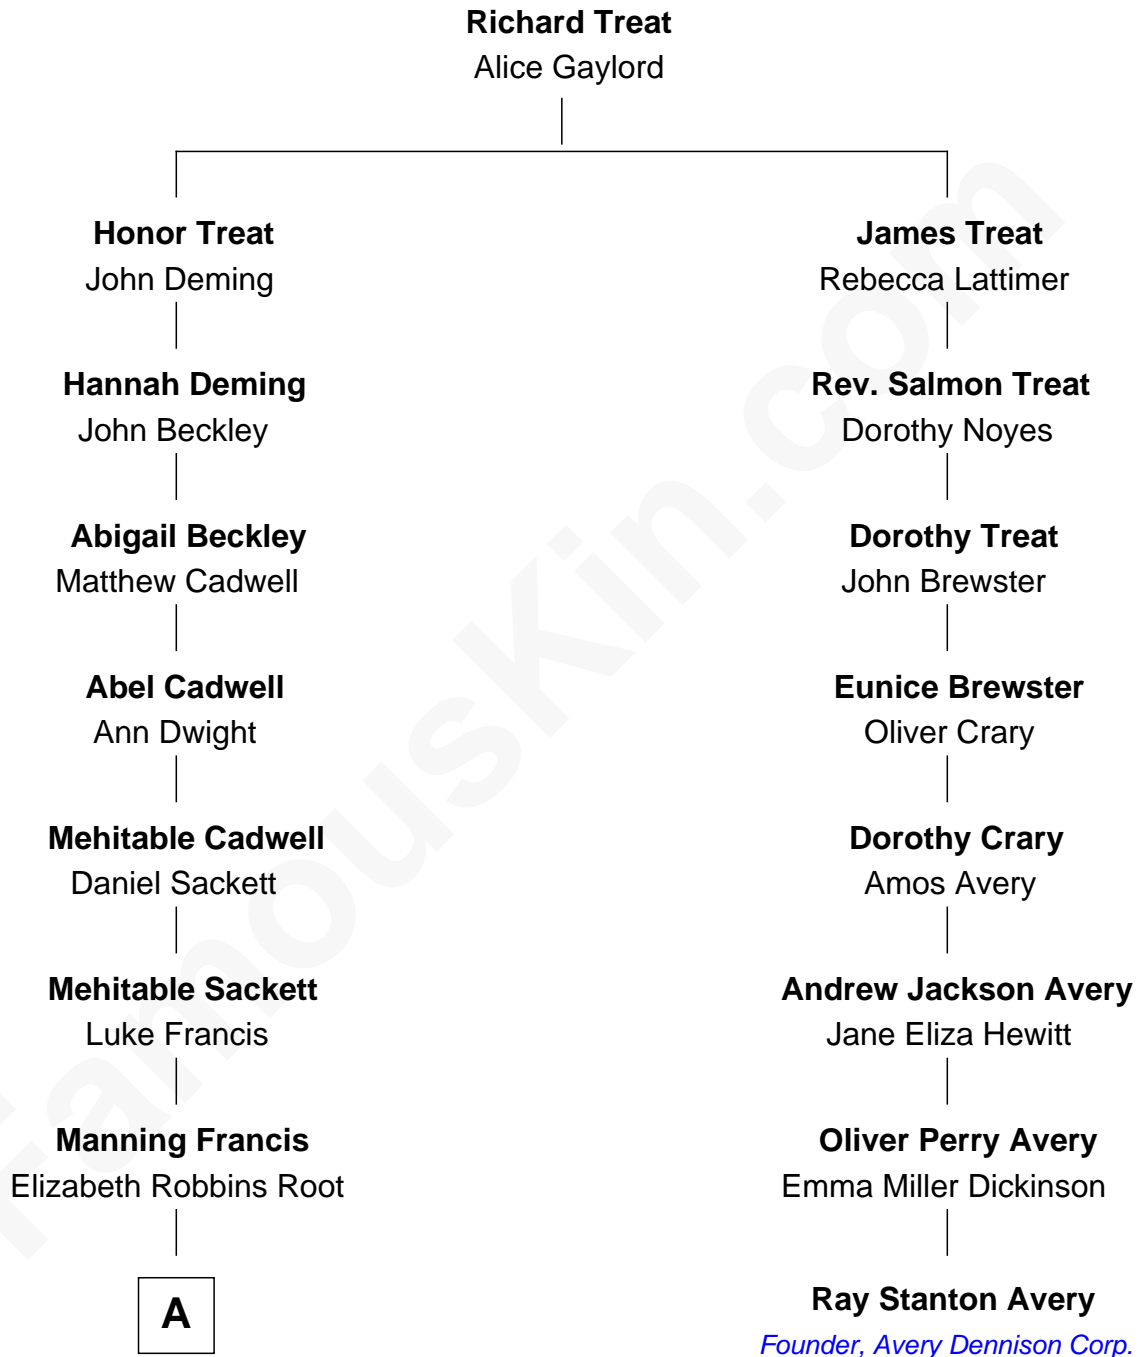 Richard Treat
Alice Gaylord
Honor Treat
John Deming
Hannah Deming
John Beckley
Abigail Beckley
Matthew Cadwell
Abel Cadwell
Ann Dwight
Mehitable Cadwell
Daniel Sackett
Mehitable Sackett
Luke Francis
Manning Francis
Elizabeth Robbins Root
A
James Treat
Rebecca Lattimer
Rev. Salmon Treat
Dorothy Noyes
Dorothy Treat
John Brewster
Eunice Brewster
Oliver Crary
Dorothy Crary
Amos Avery
Andrew Jackson Avery
Jane Eliza Hewitt
Oliver Perry Avery
Emma Miller Dickinson
Ray Stanton Avery
Founder, Avery Dennison Corp.
FamousKin.com